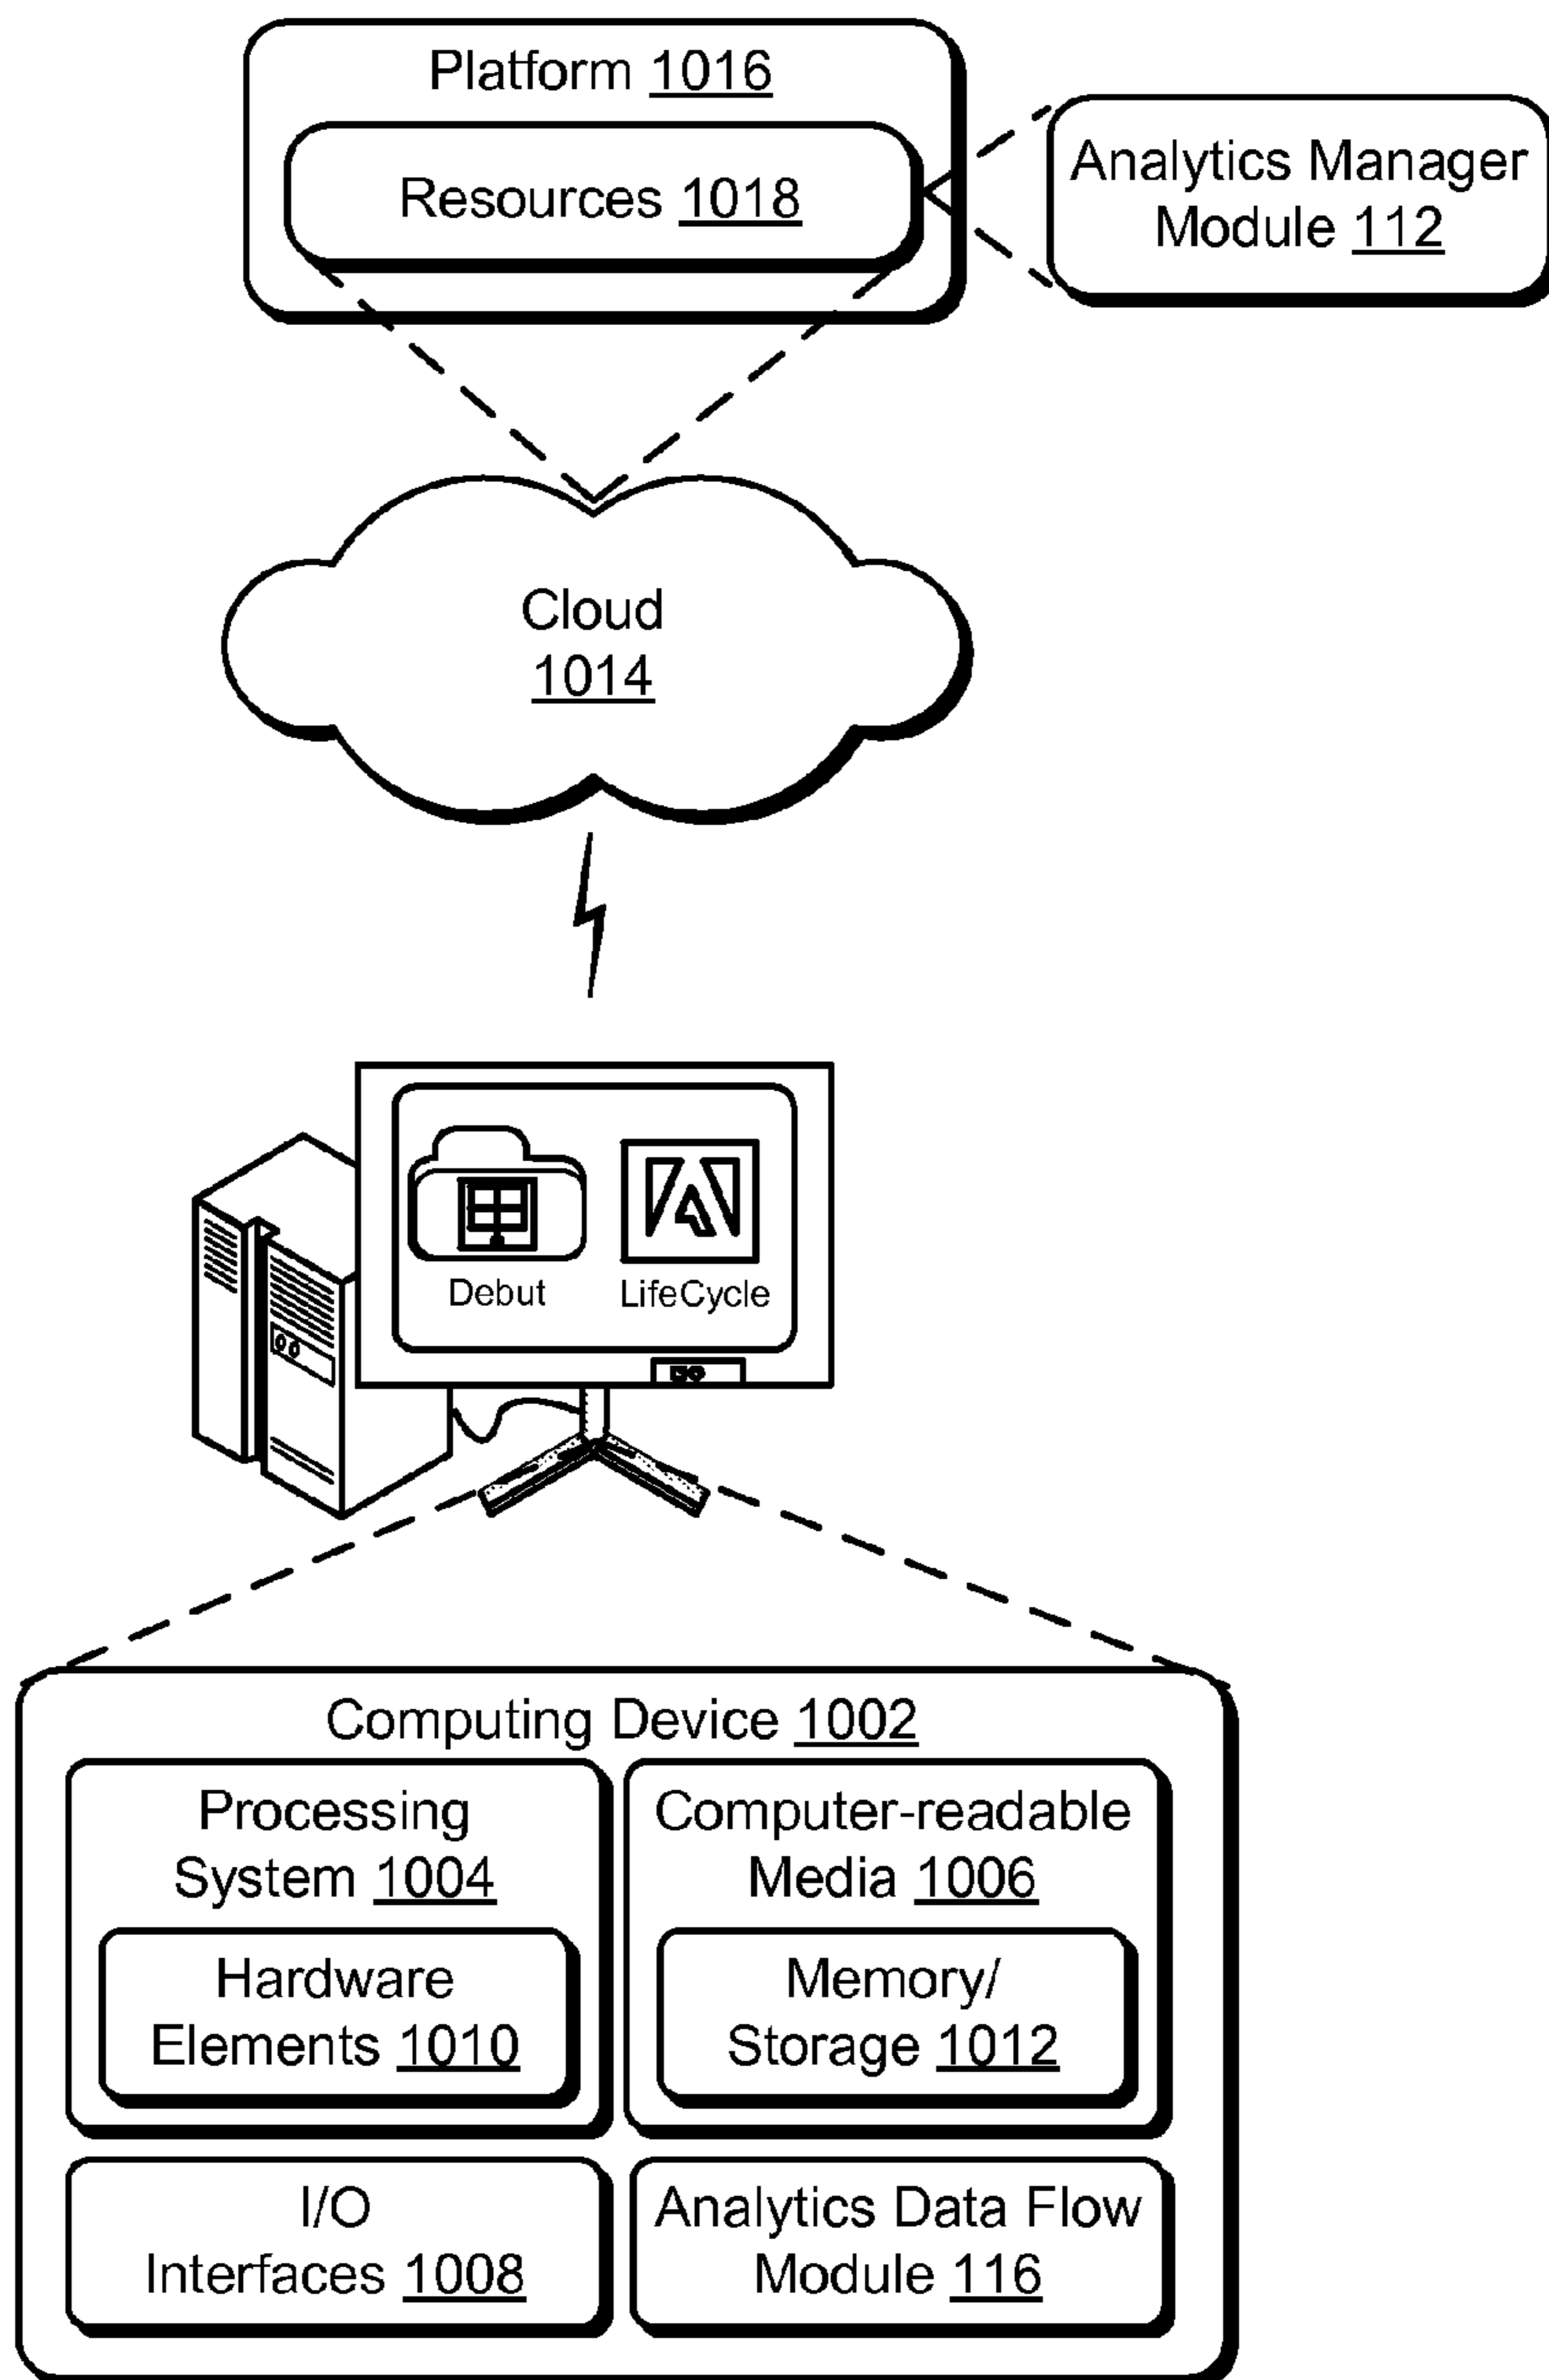 Platform 1016
Resources 1018
Analytics Manager
Module 112
Cloud
1014
Debut
LifeCycle
Computing Device 1002
Processing
System 1004
Hardware
Elements 1010
Computer-readable
Media 1006
Memory/
Storage 1012
I/O
Interfaces 1008
Analytics Data Flow
Module 116